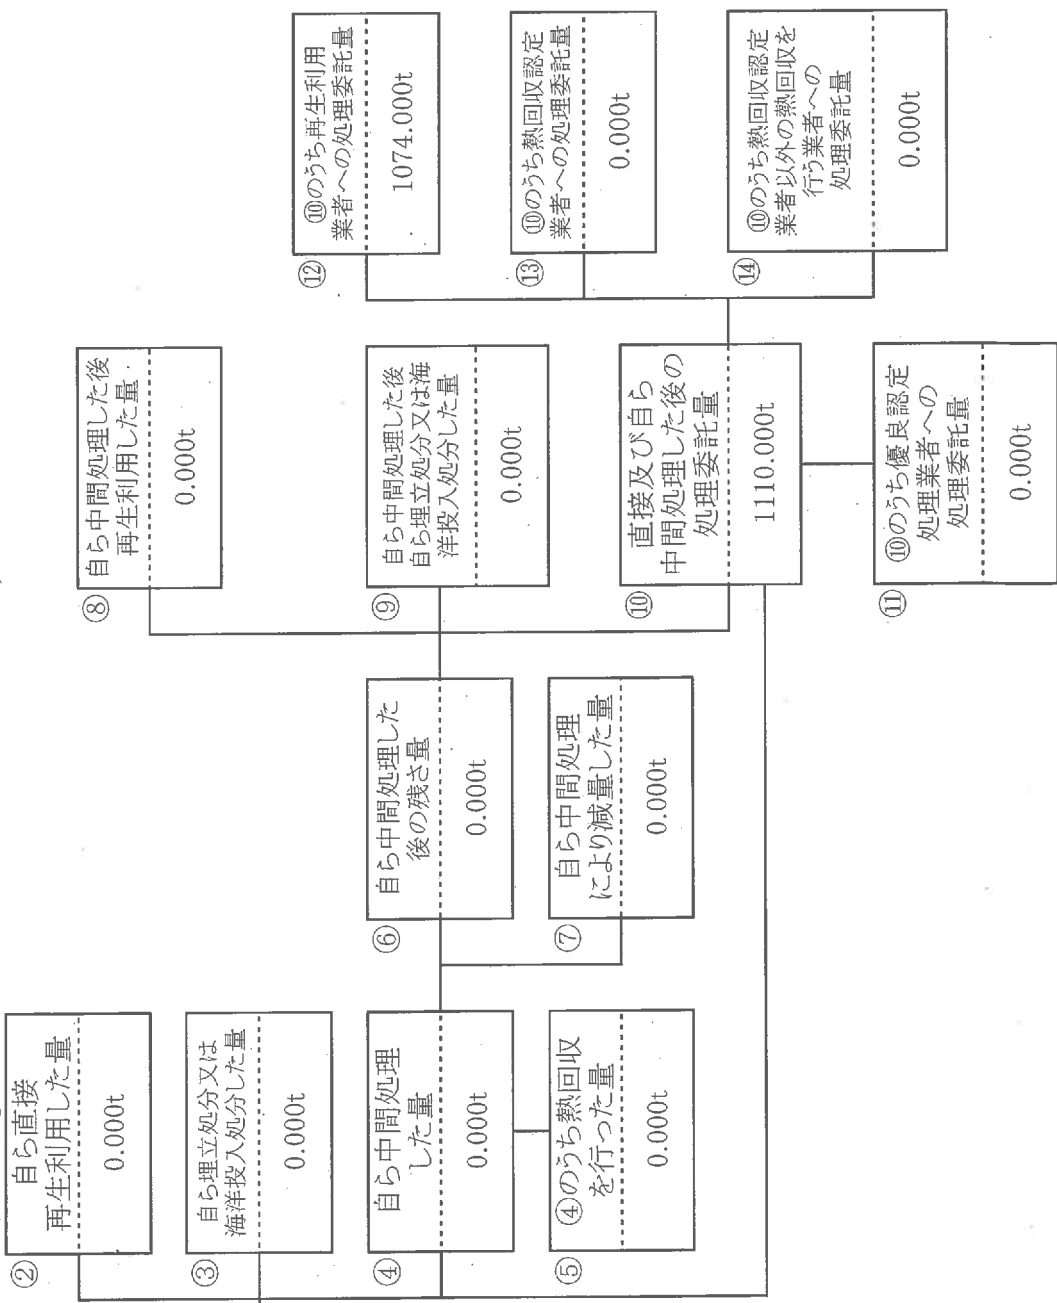 ②
自ら直接
再生利用した量
0.000t
③
自ら埋立処分又は
海洋投入処分した量
0.000t
④
自ら中間処理
した量
0.000t
⑤
④のうち熱回収
を行った量
0.000t
⑥
自ら中間処理した
後の残さ量
0.000t
⑦
自ら中間処理
により減量した量
0.000t
⑧
自ら中間処理した後
再生利用した量
0.000t
⑨
自ら中間処理した後
自ら埋立処分又は海
洋投入処分した量
0.000t
⑩
直接及び自ら
中間処理した後の
処理委託量
1110.000t
⑪
⑩のうち優良認定
処理業者への
処理委託量
0.000t
⑫
⑩のうち再生利用
業者への処理委託量
1074.000t
⑬
⑩のうち熱回収認定
業者への処理委託量
0.000t
⑭
⑩のうち熱回収認定
業者以外の熱回収を
行う業者への
処理委託量
0.000t